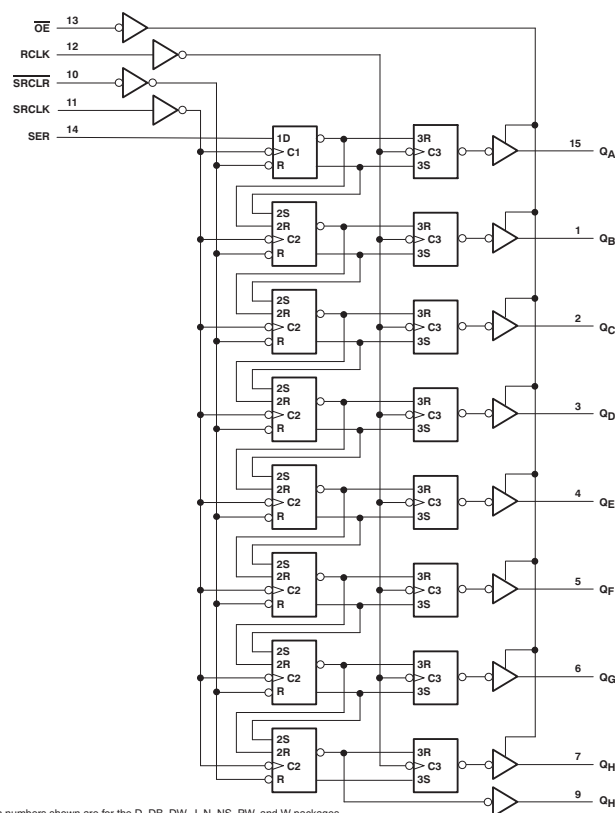 OE 13
RCLK 12
SRCLR 10
SRCLK 11
SER 14
1D 3R
C1 C3 15 QA
R 3S
2S
2R 3R
C2 C3 1 QB
R 3S
2S
2R 3R
C2 C3 2 QC
R 3S
2S
2R 3R
C2 C3 3 QD
R 3S
2S
2R 3R
C2 C3 4 QE
R 3S
2S
2R 3R
C2 C3 5 QF
R 3S
2S
2R 3R
C2 C3 6 QG
R 3S
2S
2R 3R
C2 C3 7 QH
R 3S
9 QH
numbers shown are for the D, DB, DW, J, N, NS, PW, and W packages